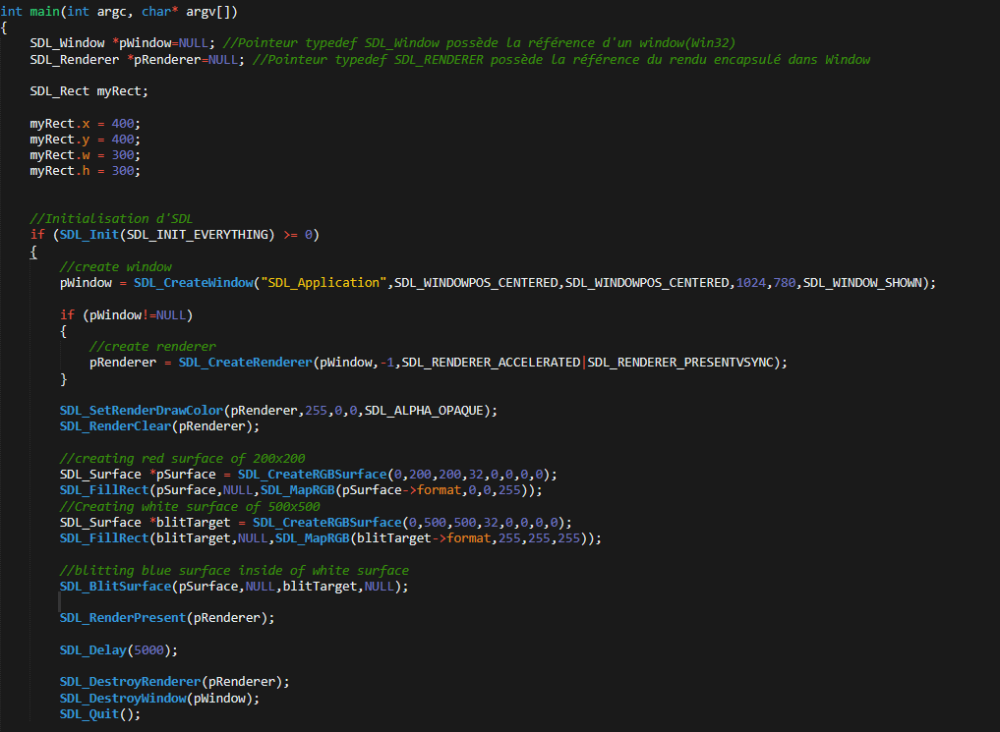 int main(int argc, char* argv[])
{
SDL_Window *pWindow=NULL; //Pointeur typedef SDL_Window possède la référence d'un window(Win32)
SDL_Renderer *pRenderer=NULL; //Pointeur typedef SDL_RENDERER possède la référence du rendu encapsulé dans Window
SDL_Rect myRect;
myRect.x = 400;
myRect.y = 400;
myRect.w = 300;
myRect.h = 300;
//Initialisation d'SDL
if (SDL_Init(SDL_INIT_EVERYTHING) >= 0)
{
//create window
pWindow = SDL_CreateWindow("SDL_Application",SDL_WINDOWPOS_CENTERED,SDL_WINDOWPOS_CENTERED,1024,780,SDL_WINDOW_SHOWN);
if (pWindow!=NULL)
{
//create renderer
pRenderer = SDL_CreateRenderer(pWindow,-1,SDL_RENDERER_ACCELERATED|SDL_RENDERER_PRESENTVSYNC);
}
SDL_SetRenderDrawColor(pRenderer,255,0,0,SDL_ALPHA_OPAQUE);
SDL_RenderClear(pRenderer);
//creating red surface of 200x200
SDL_Surface *pSurface = SDL_CreateRGBSurface(0,200,200,32,0,0,0,0);
SDL_FillRect(pSurface,NULL,SDL_MapRGB(pSurface->format,0,0,255));
//Creating white surface of 500x500
SDL_Surface *blitTarget = SDL_CreateRGBSurface(0,500,500,32,0,0,0,0);
SDL_FillRect(blitTarget,NULL,SDL_MapRGB(blitTarget->format,255,255,255));
//blitting blue surface inside of white surface
SDL_BlitSurface(pSurface,NULL,blitTarget,NULL);
SDL_RenderPresent(pRenderer);
SDL_Delay(5000);
SDL_DestroyRenderer(pRenderer);
SDL_DestroyWindow(pWindow);
SDL_Quit();